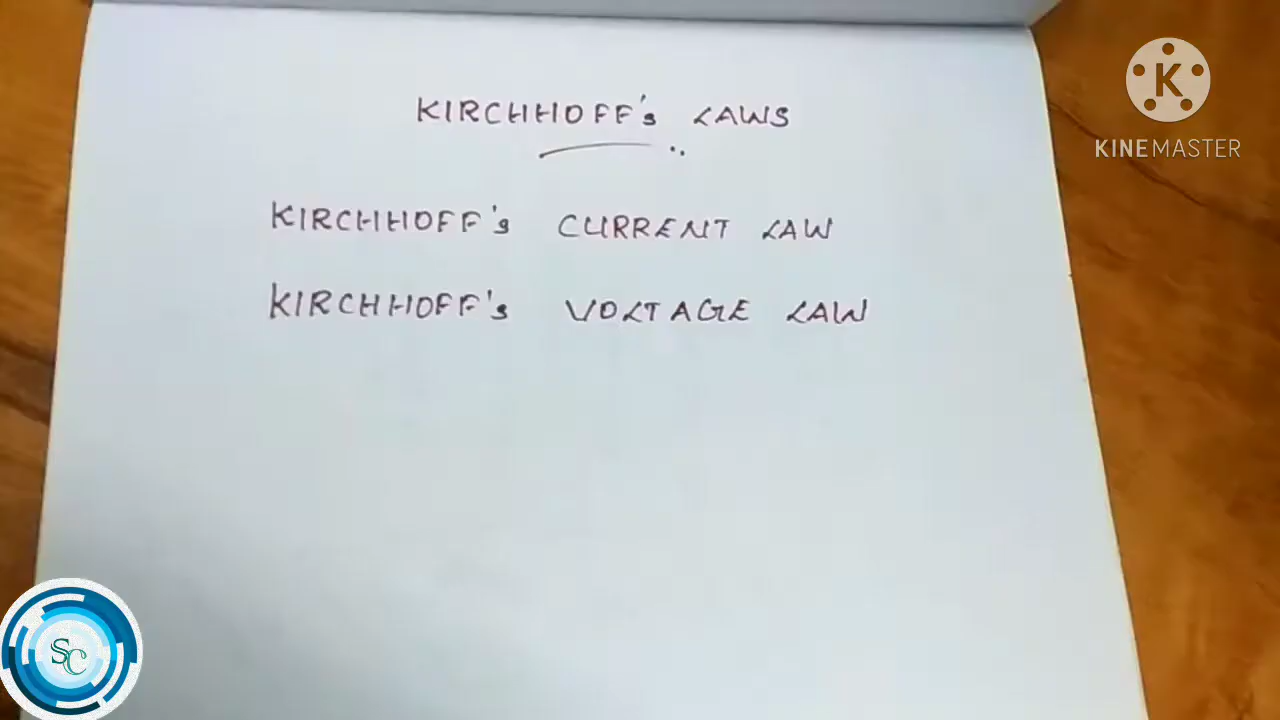 KIRCHHOFF's LAWS
KIRCHHOFF's CURRENT LAW
KIRCHHOFF's VOLTAGE LAW
K
KINEMASTER
SC